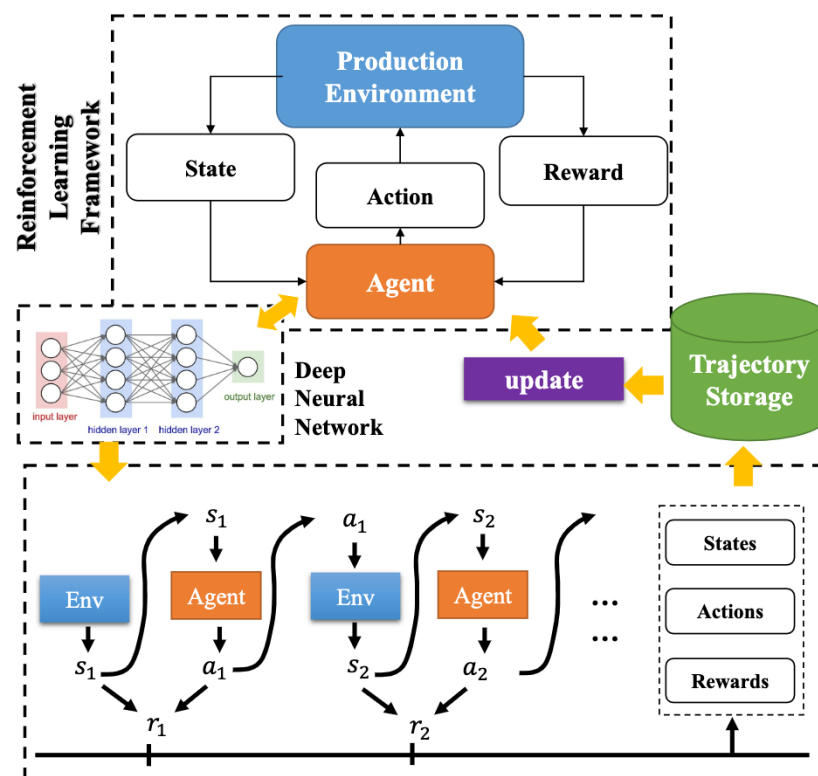 Reinforcement
Learning
Framework
Production
Environment
State
Action
Reward
Agent
input layer
hidden layer 1
hidden layer 2
output layer
Deep
Neural
Network
update
Trajectory
Storage
s₁
a₁
s₂
Env
Agent
Env
Agent
...
...
s₁
a₁
s₂
a₂
r₁
r₂
States
Actions
Rewards